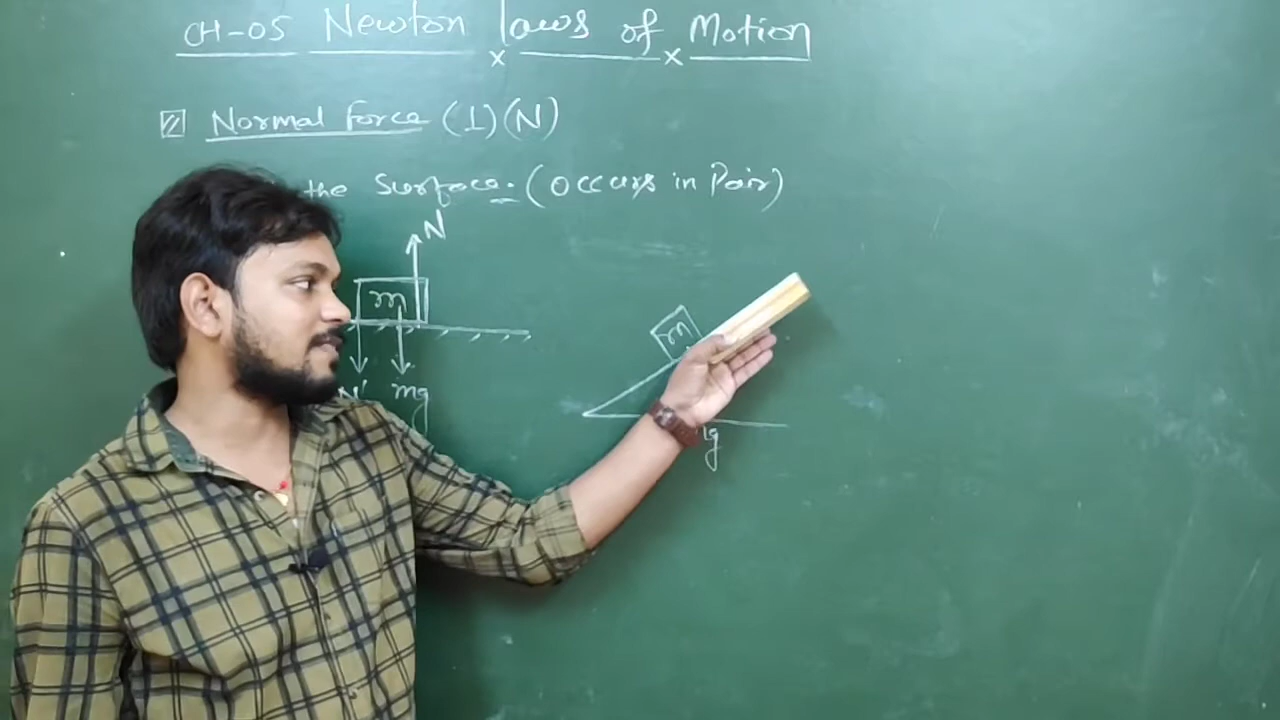 CH-05 Newton laws of Motion
Normal force (⊥) (N)
the Surface. (Occurs in Pair)
N
m
m
N' mg
g